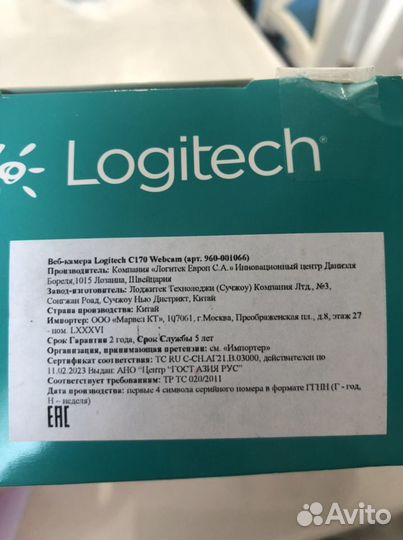 Logitech
Веб-камера Logitech C170 Webcam (арт. 960-001066)
Производитель: Компания «Логитек Европ С.А.» Инновационный центр Даниэля
Бореля,1015 Лозанна, Швейцария
Завод-изготовитель: Лоджитек Технолоджи (Сучжоу) Компания Лтд., №3,
Сонгжан Роад, Сучжоу Нью Дистрикт, Китай
Страна производства: Китай
Импортер: ООО «Марвел КТ», 107061, г.Москва, Преображенская пл., д.8, этаж 27
- пом. LXXXVI
Срок Гарантии 2 года, Срок Службы 5 лет
Организация, принимающая претензии: см. «Импортер»
Сертификат соответствия: ТС RU C-CH.АГ21.В.03000, действителен по
11.02.2023 Выдан: АНО "Центр "ГОСТ АЗИЯ РУС"
Соответствие требованиям: ТР ТС 020/2011
Дата производства: первые 4 символа серийного номера в формате ГГНН (Г - год,
Н – неделя)
EAC
Avito